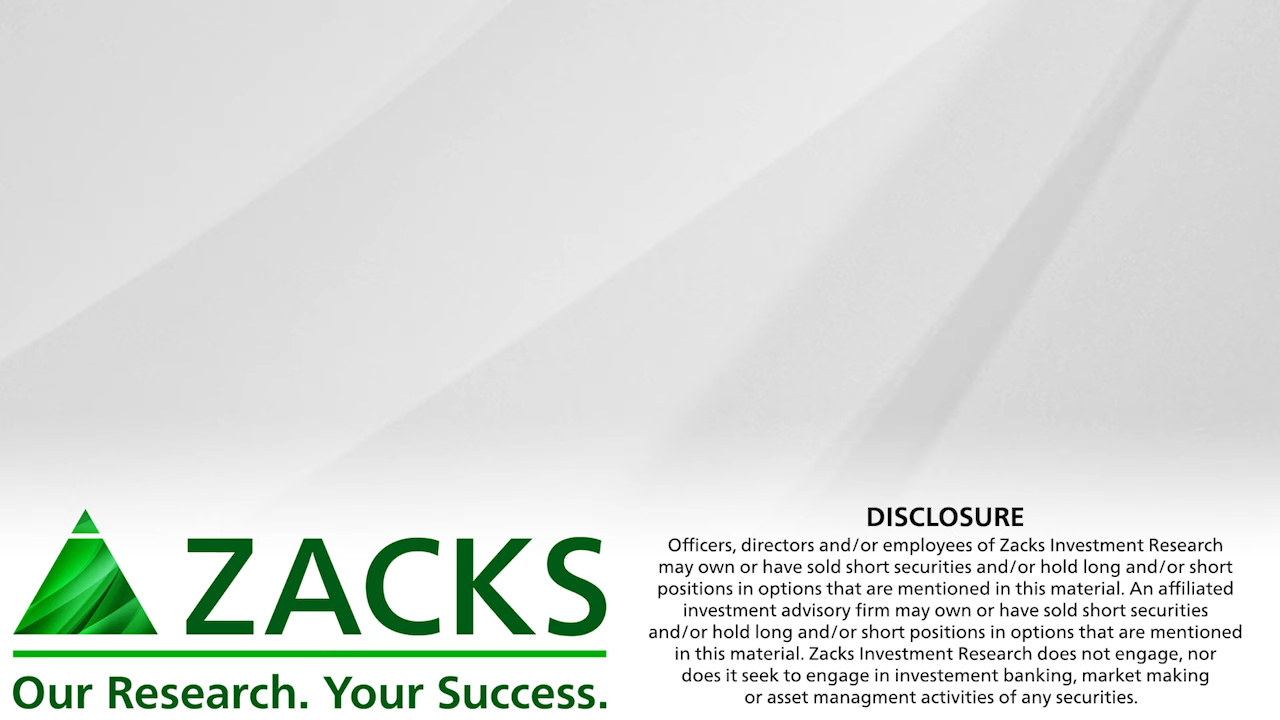 ZACKS
Our Research. Your Success.
DISCLOSURE
Officers, directors and/or employees of Zacks Investment Research
may own or have sold short securities and/or hold long and/or short
positions in options that are mentioned in this material. An affiliated
investment advisory firm may own or have sold short securities
and/or hold long and/or short positions in options that are mentioned
in this material. Zacks Investment Research does not engage, nor
does it seek to engage in investement banking, market making
or asset managment activities of any securities.